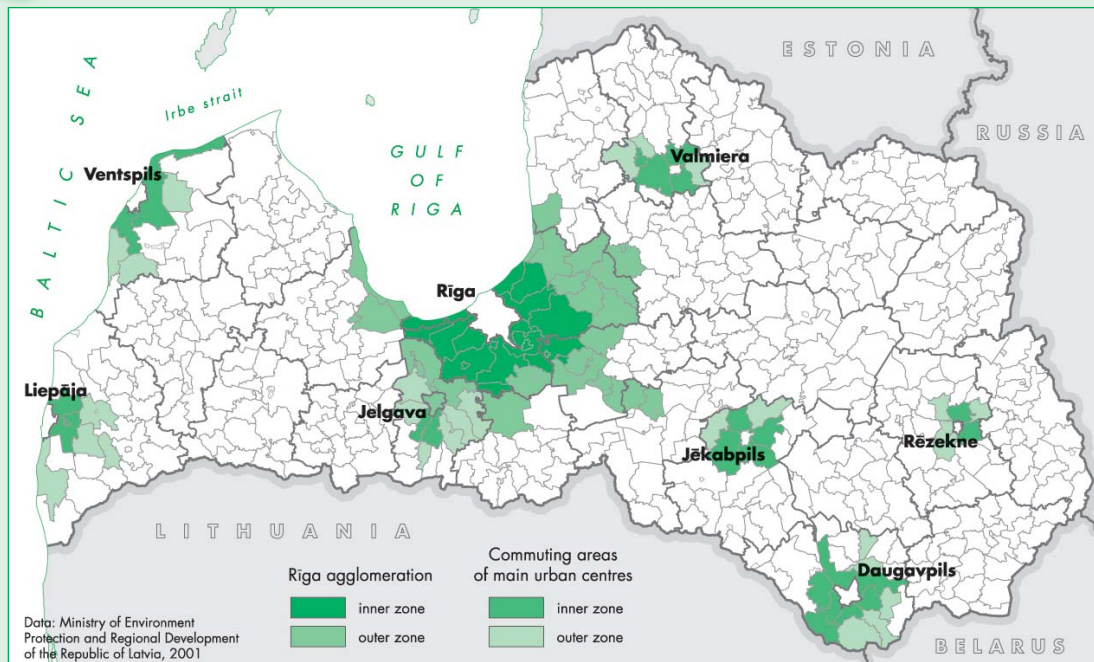 ESTONIA
RUSSIA
BALTIC SEA
Irbe strait
GULF
OF
RIGA
Ventspils
Valmiera
Rīga
Liepāja
Jelgava
Jēkabpils
Rēzekne
Daugavpils
LITHUANIA
BELARUS
Rīga agglomeration
inner zone
outer zone
Commuting areas
of main urban centres
inner zone
outer zone
Data: Ministry of Environment
Protection and Regional Development
of the Republic of Latvia, 2001